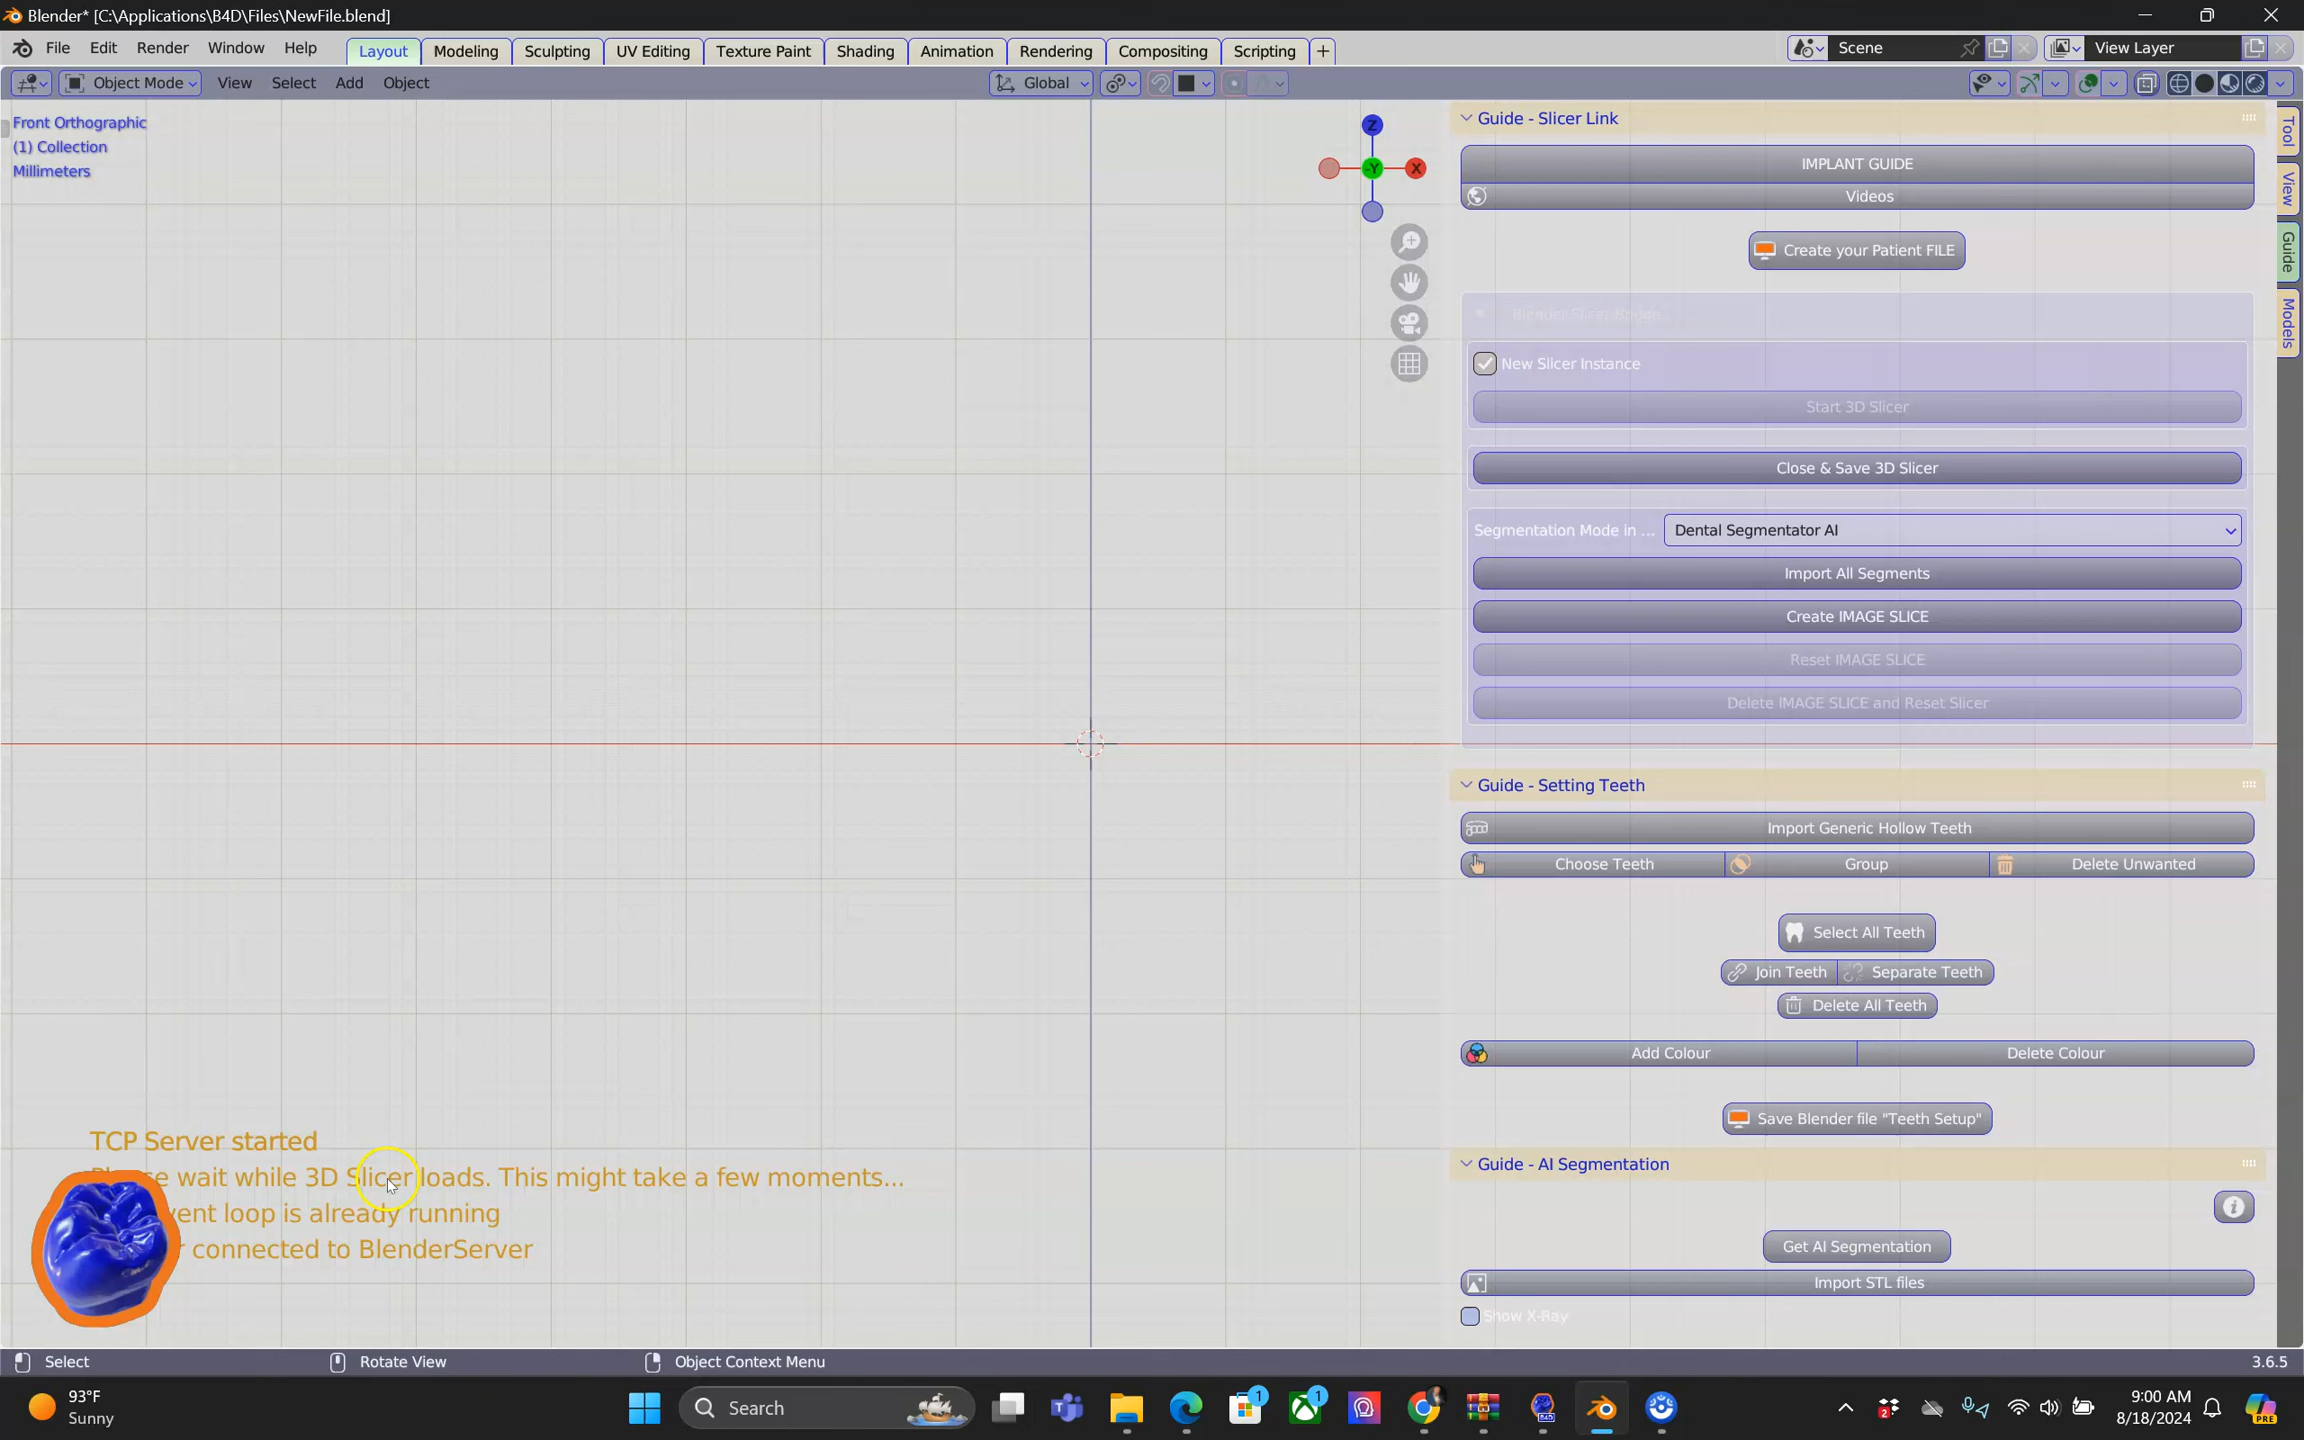 Blender* [C:\Applications\B4D\Files\NewFile.blend]
File Edit Render Window Help Layout Modeling Sculpting UV Editing Texture Paint Shading Animation Rendering Compositing Scripting + Scene View Layer
Object Mode View Select Add Object Global
Front Orthographic
(1) Collection
Millimeters
Z
-Y
X
Guide - Slicer Link
IMPLANT GUIDE
Videos
Create your Patient FILE
Blender Slicer Bridge
New Slicer Instance
Start 3D Slicer
Close & Save 3D Slicer
Segmentation Mode in ... Dental Segmentator AI
Import All Segments
Create IMAGE SLICE
Reset IMAGE SLICE
Delete IMAGE SLICE and Reset Slicer
Guide - Setting Teeth
Import Generic Hollow Teeth
Choose Teeth Group Delete Unwanted
Select All Teeth
Join Teeth Separate Teeth
Delete All Teeth
Add Colour Delete Colour
Save Blender file "Teeth Setup"
Guide - AI Segmentation
Get AI Segmentation
Import STL files
Show X-Ray
Tool
View
Guide
Models
TCP Server started
wait while 3D Slicer loads. This might take a few moments...
loop is already running
connected to BlenderServer
Select Rotate View Object Context Menu 3.6.5
93°F
Sunny
Search
1
1
B4D
2
9:00 AM
8/18/2024
PRE